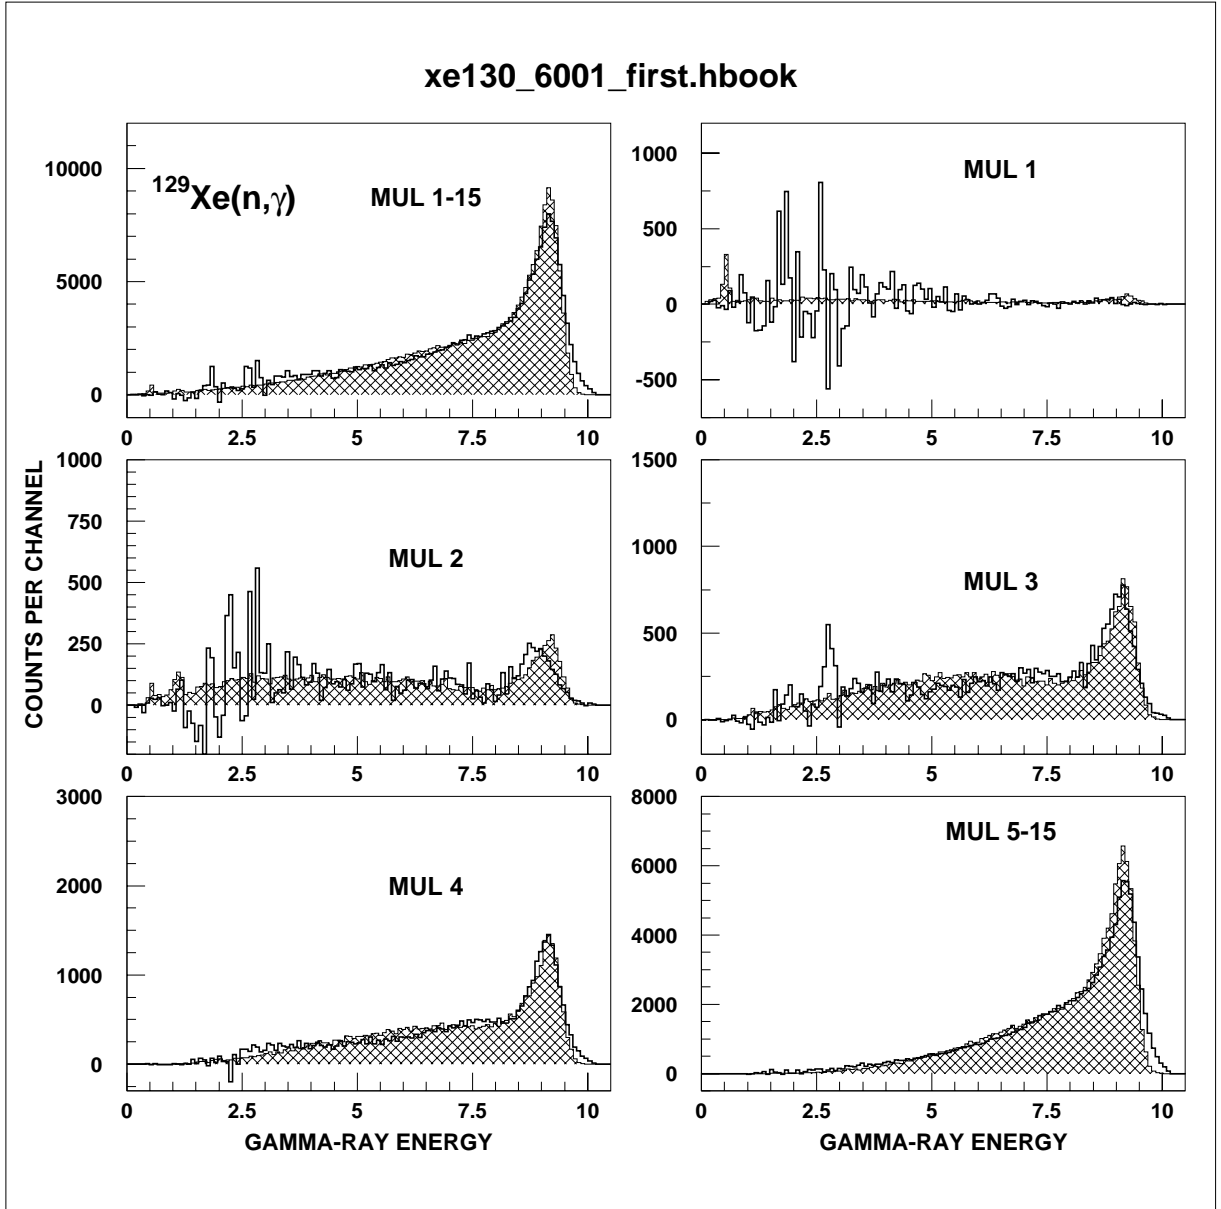 xe130_6001_first.hbook
10000
5000
0
¹²⁹Xe(n,γ)
MUL 1-15
0 2.5 5 7.5 10
1000
500
0
-500
MUL 1
0 2.5 5 7.5 10
COUNTS PER CHANNEL
1000
750
500
250
0
MUL 2
0 2.5 5 7.5 10
1500
1000
500
0
MUL 3
0 2.5 5 7.5 10
3000
2000
1000
0
MUL 4
0 2.5 5 7.5 10
GAMMA-RAY ENERGY
8000
6000
4000
2000
0
MUL 5-15
0 2.5 5 7.5 10
GAMMA-RAY ENERGY